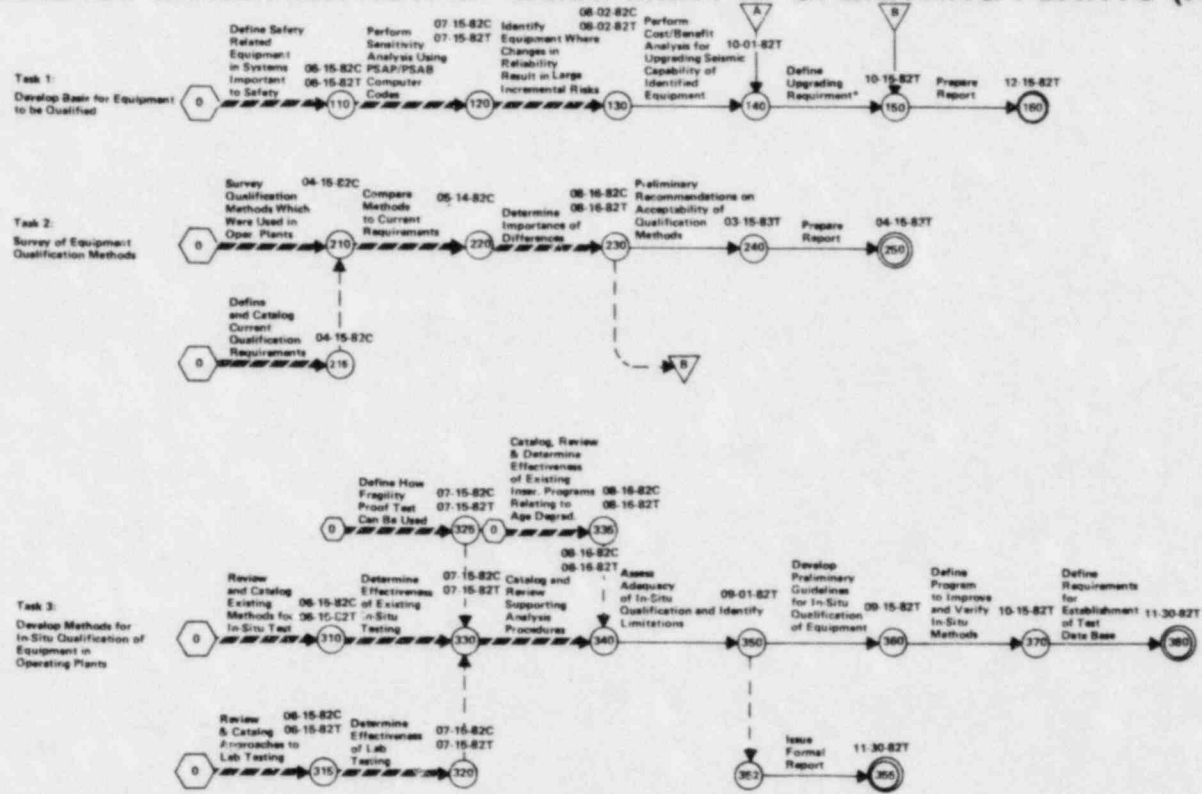 Task 1:
Develop Basis for Equipment
to be Qualified
0
Define Safety
Related
Equipment
in Systems
Important
to Safety
06-15-82C
06-15-82T
110
Perform
Sensitivity
Analysis Using
PSAP/PSAB
Computer
Codes
07-15-82C
07-15-82T
120
Identify
Equipment Where
Changes in
Reliability
Result in Large
Incremental Risks
08-02-82C
08-02-82T
130
Perform
Cost/Benefit
Analysis for
Upgrading Seismic
Capability of
Identified
Equipment
A
10-01-82T
140
Define
Upgrading
Requirment*
B
10-15-82T
150
Prepare
Report
12-15-82T
160
Task 2:
Survey of Equipment
Qualification Methods
0
Survey
Qualification
Methods Which
Were Used in
Oper. Plants
04-15-82C
210
Compare
Methods
to Current
Requirements
05-14-82C
220
Determine
Importance of
Differences
08-16-82C
08-16-82T
230
Preliminary
Recommendations on
Acceptability of
Qualification
Methods
03-15-83T
240
Prepare
Report
04-15-82T
250
0
Define
and Catalog
Current
Qualification
Requirements
04-15-82C
215
B
Task 3:
Develop Methods for
In-Situ Qualification of
Equipment in
Operating Plants
0
Define How
Fragility
Proof Test
Can Be Used
07-15-82C
07-15-82T
325
0
Catalog, Review
& Determine
Effectiveness
of Existing
Inser. Programs
Relating to
Age Degrad.
08-16-82C
08-16-82T
335
0
Review
and Catalog
Existing
Methods for
In-Situ Test
06-15-82C
06-15-82T
310
Determine
Effectiveness
of Existing
In-Situ
Testing
07-15-82C
07-15-82T
330
Catalog and
Review
Supporting
Analysis
Procedures
08-16-82C
08-16-82T
340
Assess
Adequacy
of In-Situ
Qualification and Identify
Limitations
09-01-82T
350
Develop
Preliminary
Guidelines
for In-Situ
Qualification
of Equipment
09-15-82T
360
Define
Program
to Improve
and Verify
In-Situ
Methods
10-15-82T
370
Define
Requirements
for
Establishment
of Test
Data Base
11-30-82T
380
0
Review
& Catalog
Approaches to
Lab Testing
06-15-82C
06-15-82T
315
Determine
Effectiveness
of Lab
Testing
07-15-82C
07-15-82T
320
352
Issue
Formal
Report
11-30-82T
355